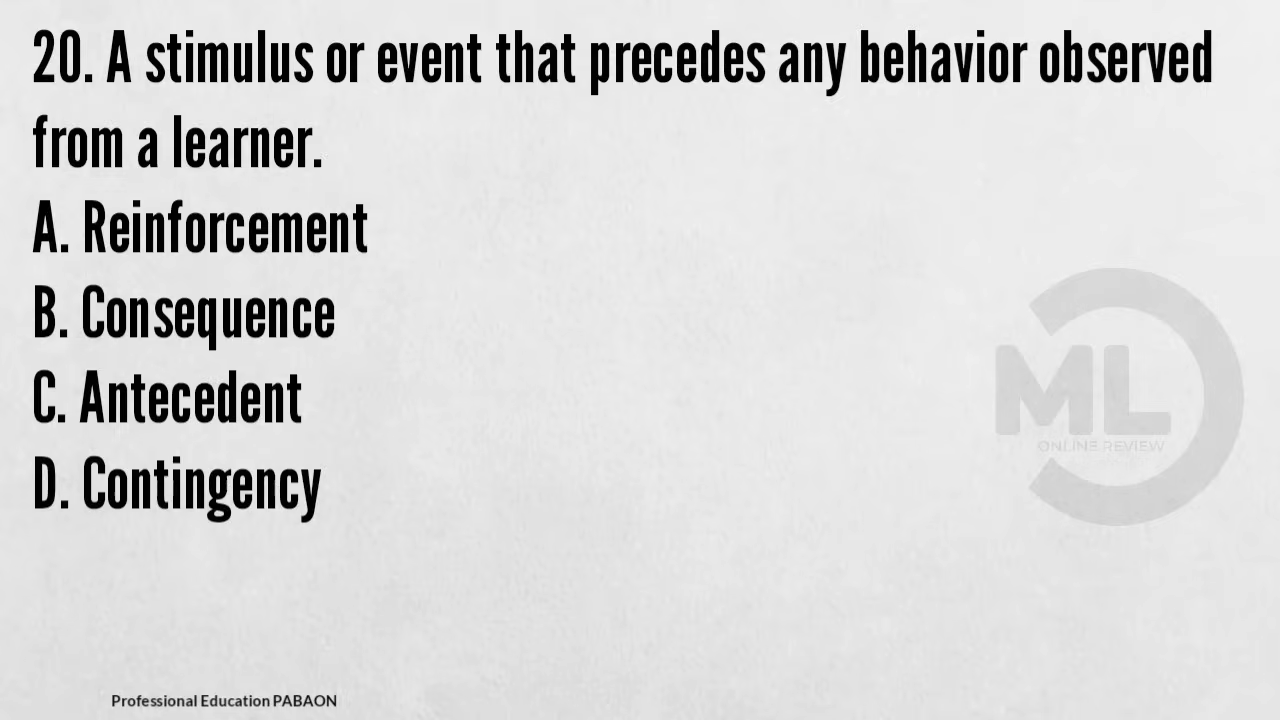 20. A stimulus or event that precedes any behavior observed
from a learner.
A. Reinforcement
B. Consequence
C. Antecedent
D. Contingency
ML
ONLINE REVIEW
Professional Education PABAON